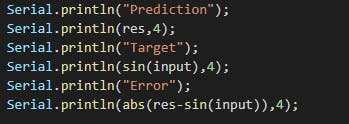 Serial.println("Prediction");
Serial.println(res,4);
Serial.println("Target");
Serial.println(sin(input),4);
Serial.println("Error");
Serial.println(abs(res-sin(input)),4);